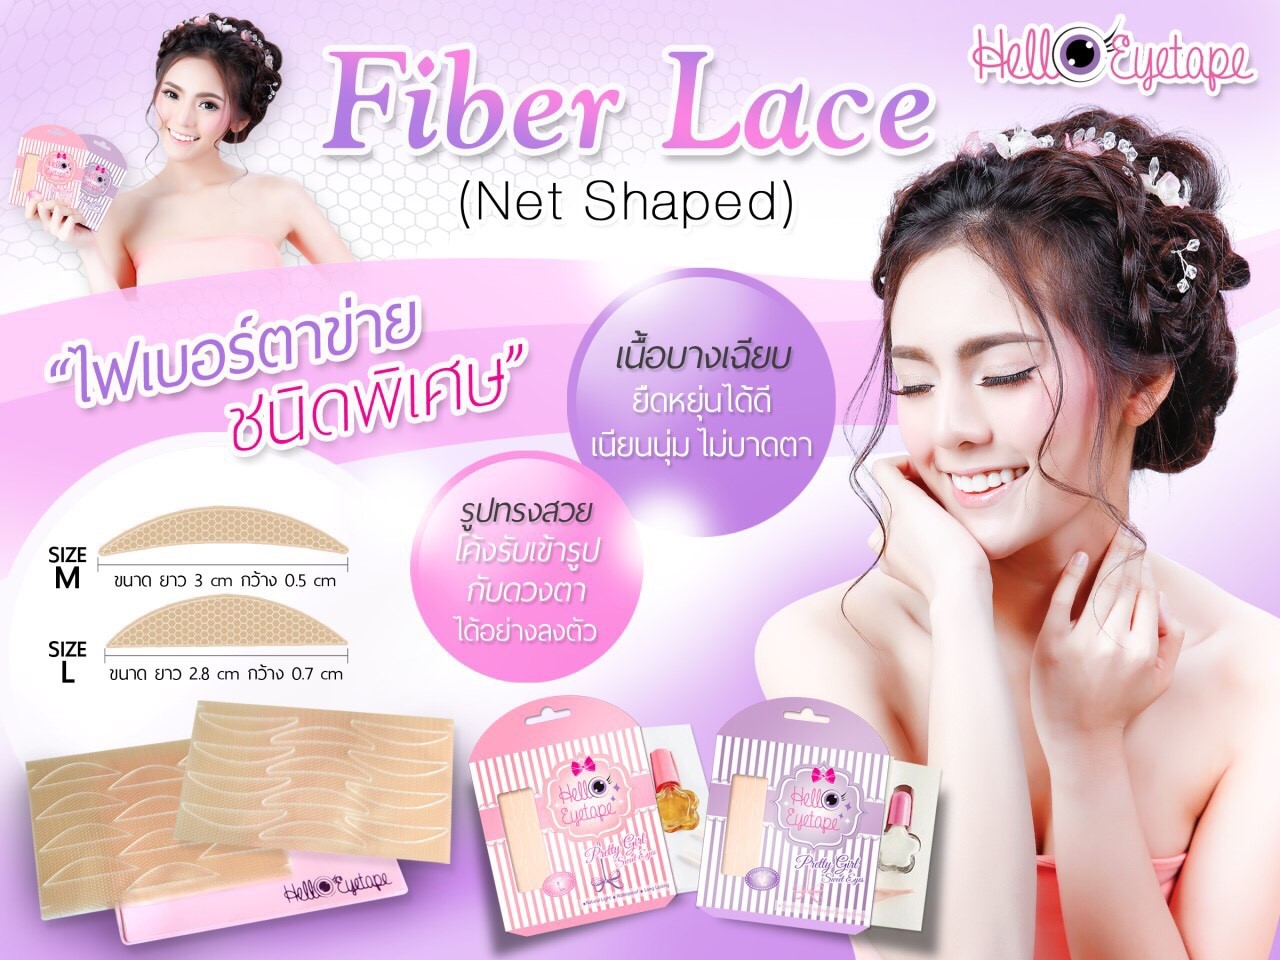 Hello Eyetape
Fiber Lace
(Net Shaped)
“ไฟเบอร์ตาข่าย
ชนิดพิเศษ”
เนื้อบางเฉียบ
ยืดหยุ่นได้ดี
เนียนนุ่ม ไม่บาดตา
รูปทรงสวย
โค้งรับเข้ารูป
กับดวงตา
ได้อย่างลงตัว
SIZE
M
ขนาด ยาว 3 cm กว้าง 0.5 cm
SIZE
L
ขนาด ยาว 2.8 cm กว้าง 0.7 cm
Hello Eyetape
Hello
Eyetape
Pretty Girl
Sweet Eyes
Hello
Eyetape
Pretty Girl
Sweet Eyes